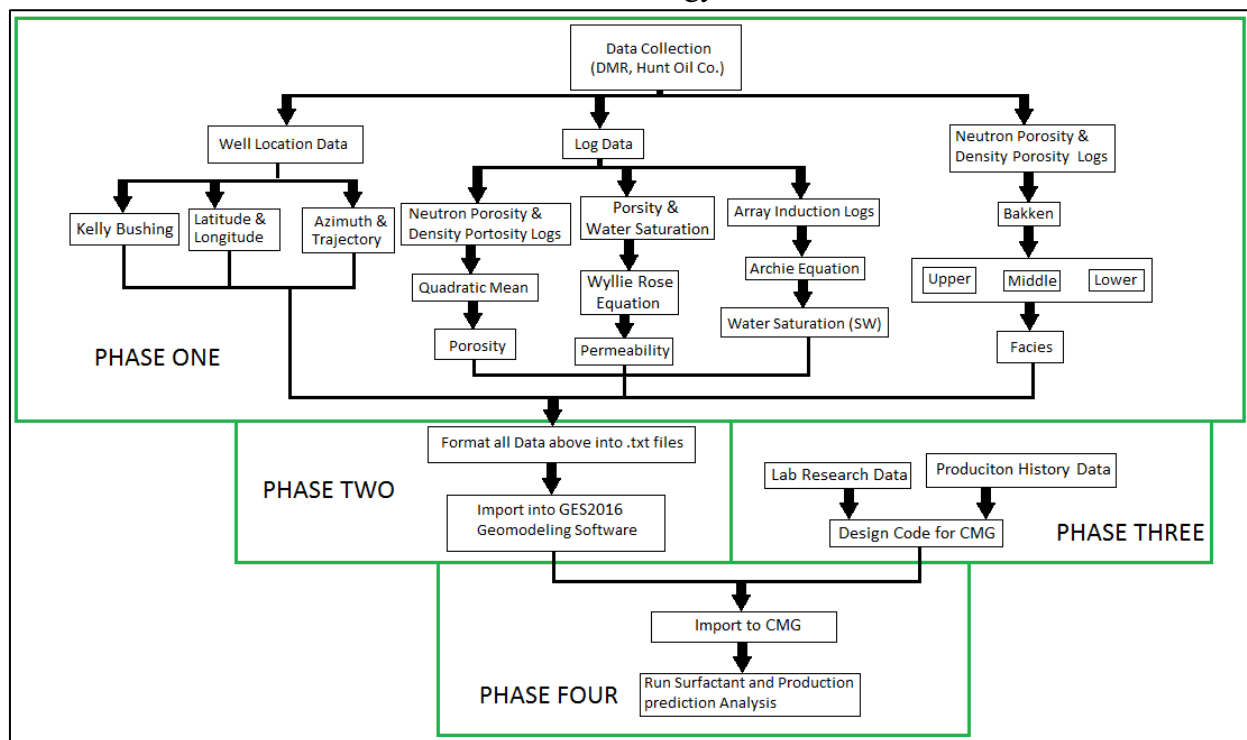 Data Collection
(DMR, Hunt Oil Co.)
Well Location Data
Log Data
Neutron Porosity &
Density Porosity Logs
Kelly Bushing
Latitude &
Longitude
Azimuth &
Trajectory
Neutron Porosity &
Density Portosity Logs
Porsity &
Water Saturation
Array Induction Logs
Bakken
Quadratic Mean
Wyllie Rose
Equation
Archie Equation
Upper
Middle
Lower
Porosity
Permeability
Water Saturation (SW)
Facies
PHASE ONE
Format all Data above into .txt files
PHASE TWO
Import into GES2016
Geomodeling Software
Lab Research Data
Produciton History Data
Design Code for CMG
PHASE THREE
Import to CMG
PHASE FOUR
Run Surfactant and Production
prediction Analysis